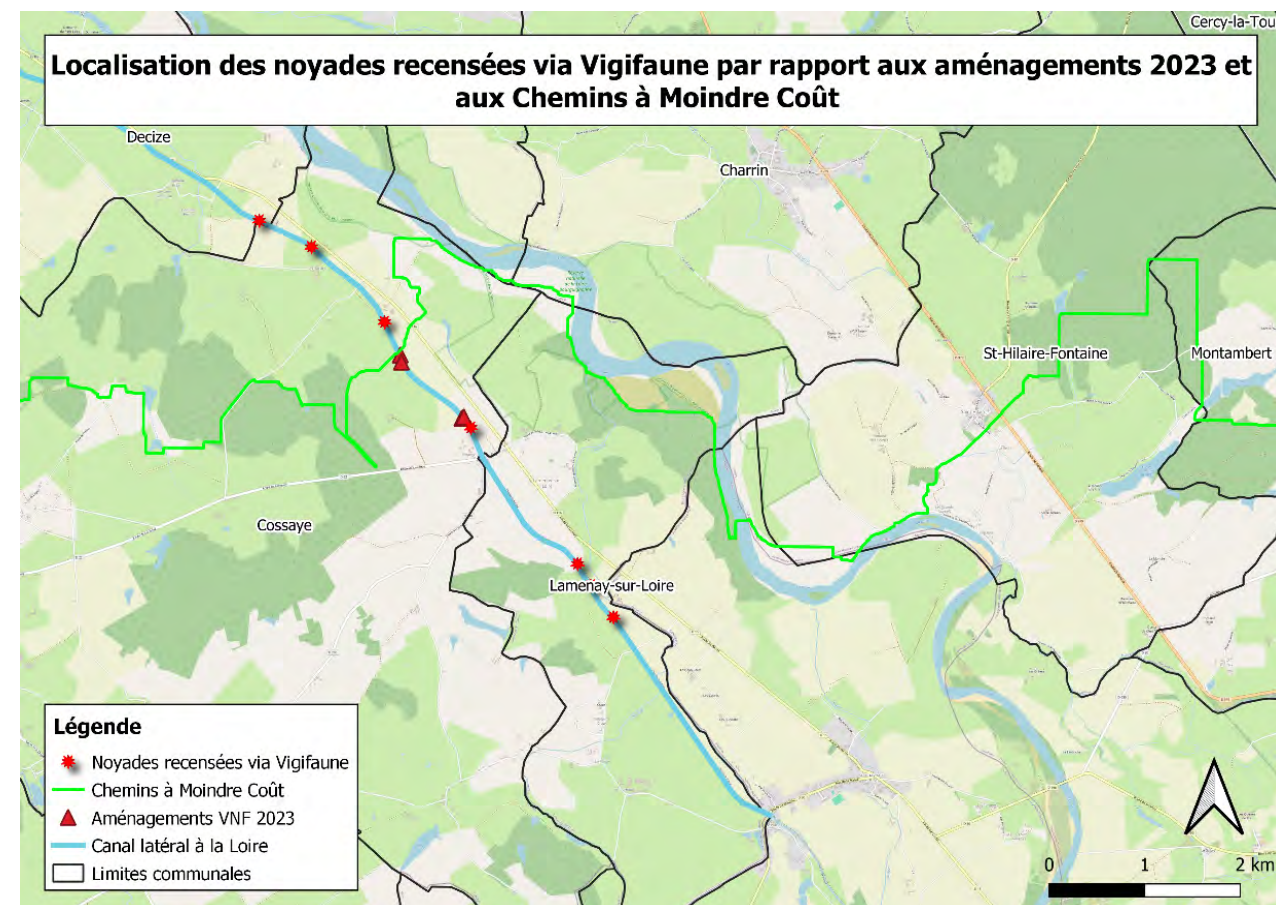 Cercy-la-Tou
Localisation des noyades recensées via Vigifaune par rapport aux aménagements 2023 et
aux Chemins à Moindre Coût
Decize
Charrin
St-Hilaire-Fontaine
Montambert
Cossaye
Lamenay-sur-Loire
Légende
Noyades recensées via Vigifaune
Chemins à Moindre Coût
Aménagements VNF 2023
Canal latéral à la Loire
Limites communales
0 1 2 km